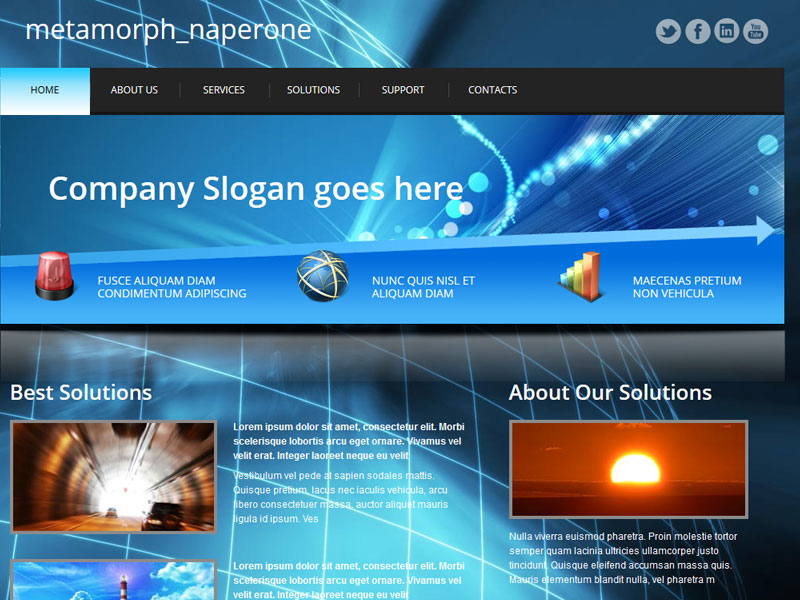 metamorph_naperone
You Tube
HOME
ABOUT US
SERVICES
SOLUTIONS
SUPPORT
CONTACTS
Company Slogan goes here
FUSCE ALIQUAM DIAM
CONDIMENTUM ADIPISCING
NUNC QUIS NISL ET
ALIQUAM DIAM
MAECENAS PRETIUM
NON VEHICULA
Best Solutions
Lorem ipsum dolor sit amet, consectetur elit. Morbi
scelerisque lobortis arcu eget ornare. Vivamus vel
velit erat. Integer laoreet neque eu velit
Vestibulum vel pede at sapien sodales mattis.
Quisque pretium, lacus nec iaculis vehicula, arcu
libero consectetuer massa, auctor aliquet mauris
ligula id ipsum. Ves
Lorem ipsum dolor sit amet, consectetur elit. Morbi
scelerisque lobortis arcu eget ornare. Vivamus vel
velit erat. Integer laoreet neque eu velit
About Our Solutions
Nulla viverra euismod pharetra. Proin molestie tortor
semper quam lacinia ultricies ullamcorper justo
tincidunt. Quisque eleifend accumsan massa quis.
Mauris elementum blandit nulla, vel pharetra m